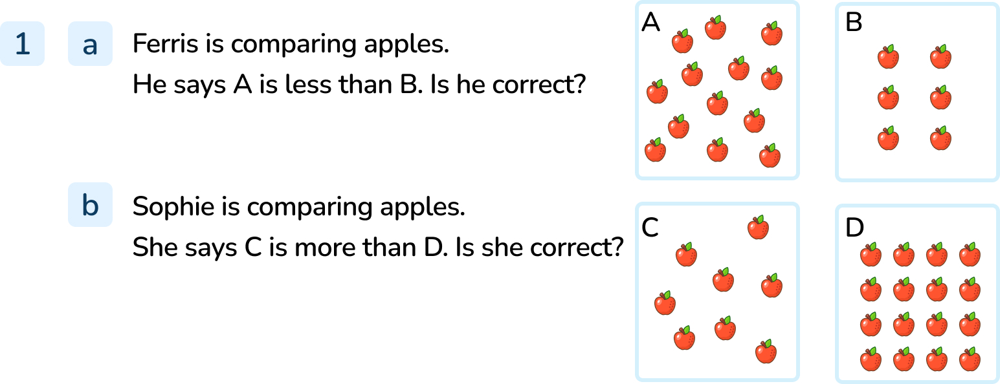 1 a Ferris is comparing apples.
He says A is less than B. Is he correct?
A
B
b Sophie is comparing apples.
She says C is more than D. Is she correct?
C
D